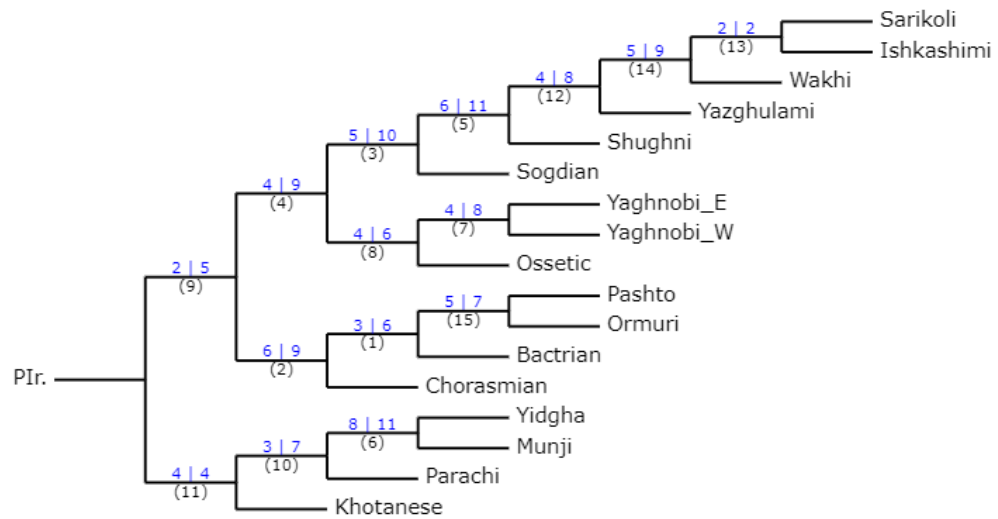 Sarikoli
2 | 2
(13)
Ishkashimi
5 | 9
(14)
Wakhi
4 | 8
(12)
Yazghulami
6 | 11
(5)
Shughni
5 | 10
(3)
Sogdian
4 | 9
(4)
Yaghnobi_E
4 | 8
(7)
Yaghnobi_W
4 | 6
(8)
Ossetic
2 | 5
(9)
Pashto
5 | 7
(15)
Ormuri
3 | 6
(1)
Bactrian
6 | 9
(2)
Chorasmian
PIr.
Yidgha
8 | 11
(6)
Munji
3 | 7
(10)
Parachi
4 | 4
(11)
Khotanese